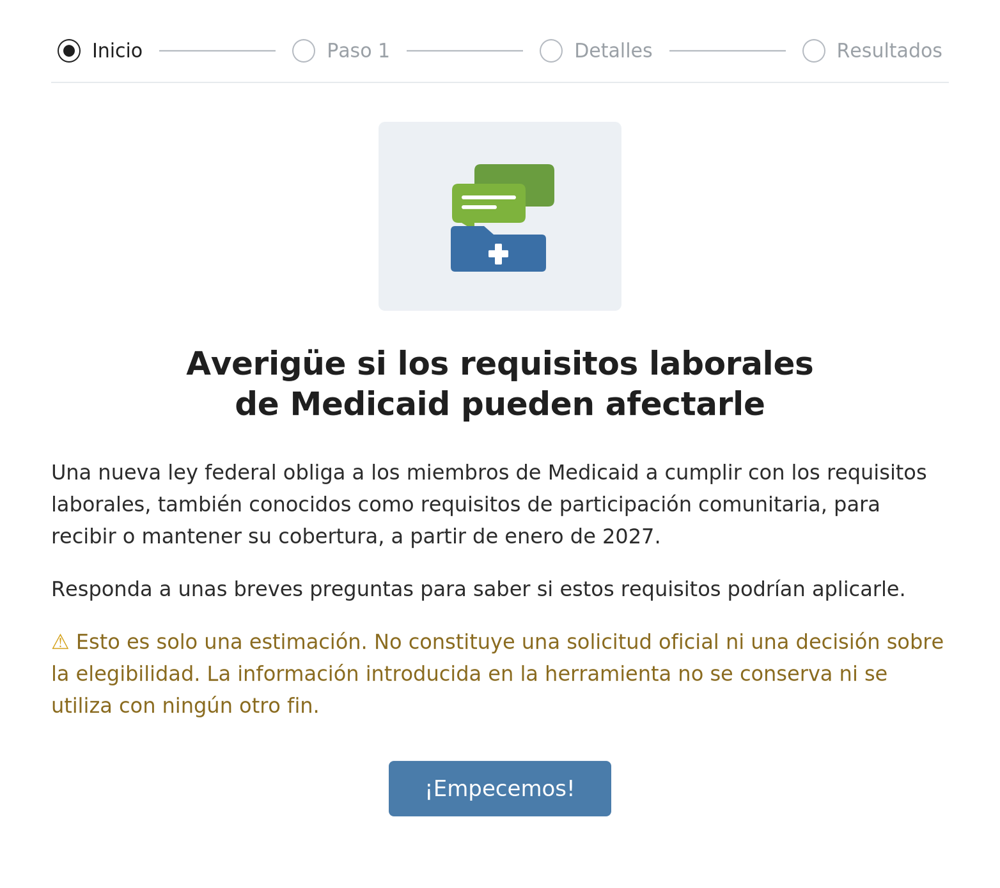 Inicio
Paso 1
Detalles
Resultados
Averigüe si los requisitos laborales
de Medicaid pueden afectarle
Una nueva ley federal obliga a los miembros de Medicaid a cumplir con los requisitos
laborales, también conocidos como requisitos de participación comunitaria, para
recibir o mantener su cobertura, a partir de enero de 2027.
Responda a unas breves preguntas para saber si estos requisitos podrían aplicarle.
⚠ Esto es solo una estimación. No constituye una solicitud oficial ni una decisión sobre
la elegibilidad. La información introducida en la herramienta no se conserva ni se
utiliza con ningún otro fin.
¡Empecemos!